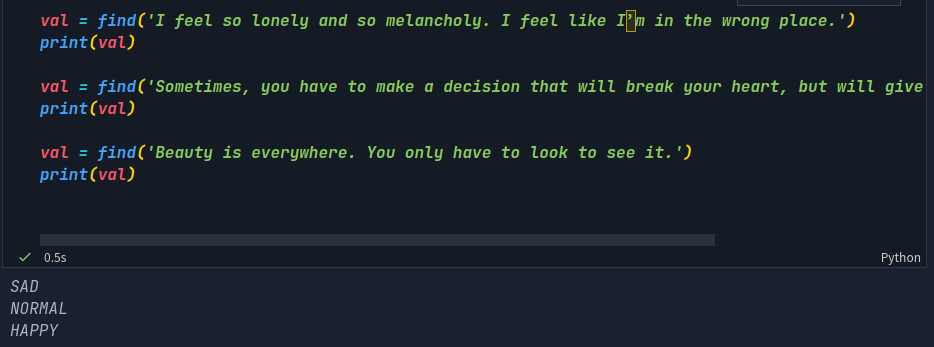 val = find('I feel so lonely and so melancholy. I feel like I’m in the wrong place.')
print(val)
val = find('Sometimes, you have to make a decision that will break your heart, but will give
print(val)
val = find('Beauty is everywhere. You only have to look to see it.')
print(val)
0.5s
Python
SAD
NORMAL
HAPPY